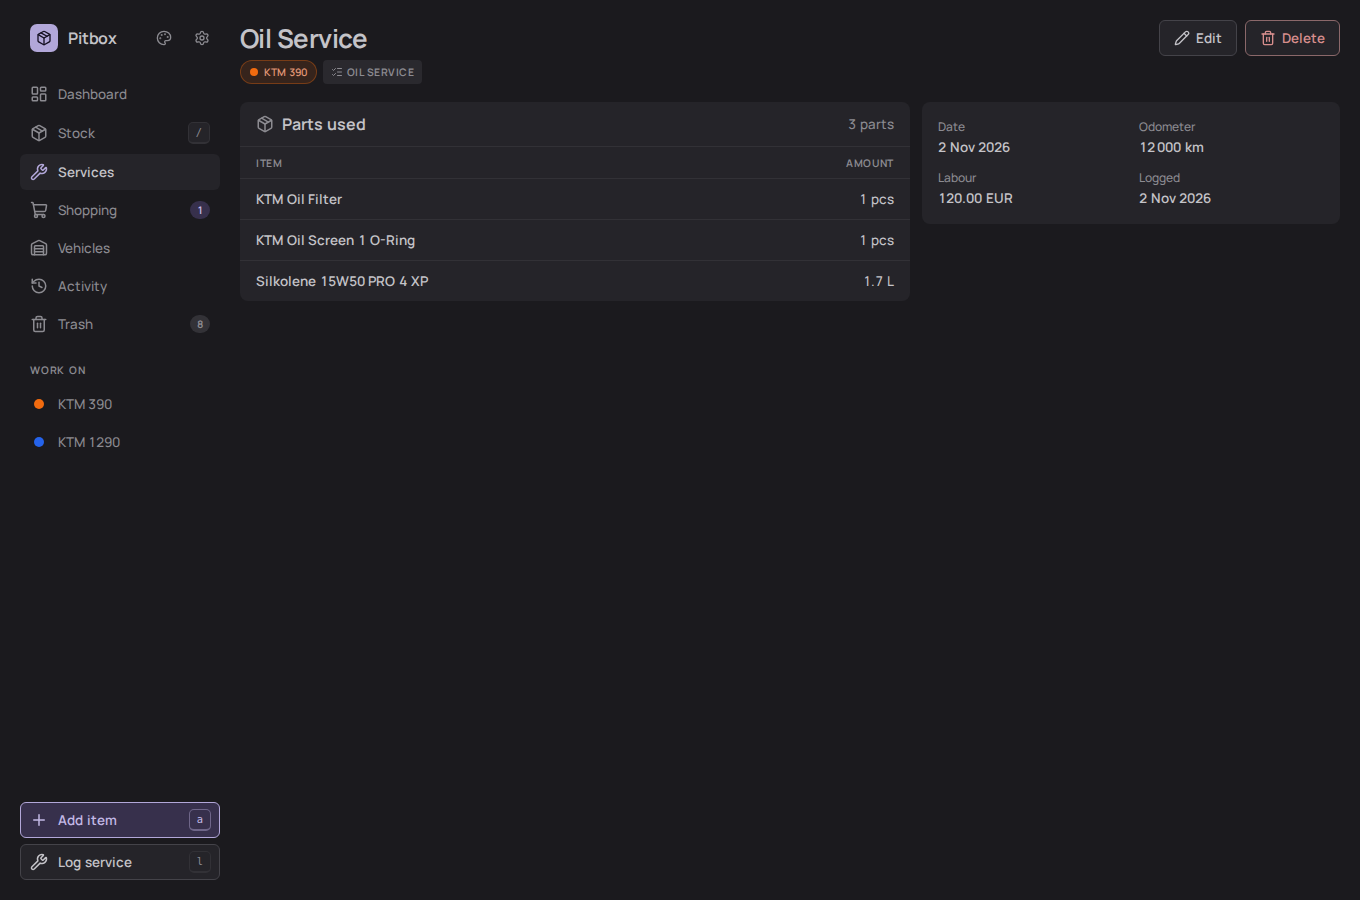 Pitbox
Dashboard
Stock /
Services
Shopping 1
Vehicles
Activity
Trash 8
WORK ON
KTM 390
KTM 1290
Add item a
Log service l
Oil Service
Edit
Delete
KTM 390
OIL SERVICE
Parts used 3 parts
ITEM AMOUNT
KTM Oil Filter 1 pcs
KTM Oil Screen 1 O-Ring 1 pcs
Silkolene 15W50 PRO 4 XP 1.7 L
Date Odometer
2 Nov 2026 12 000 km
Labour Logged
120.00 EUR 2 Nov 2026